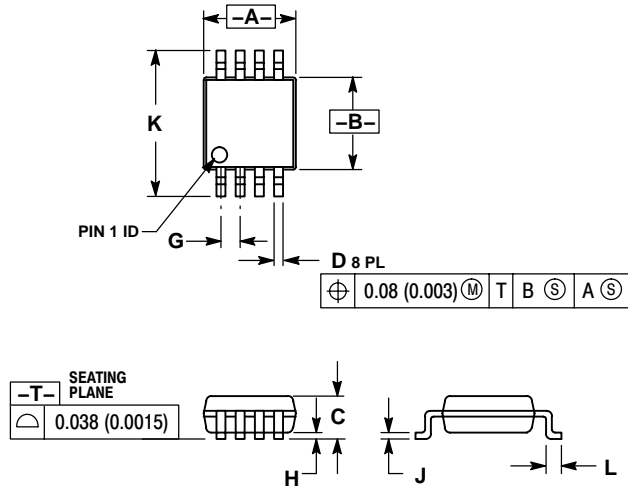 –A–
K
–B–
PIN 1 ID
G
D 8 PL
⌖ 0.08 (0.003) Ⓜ T B Ⓢ A Ⓢ
–T– SEATING PLANE
⌓ 0.038 (0.0015)
C
H
J
L